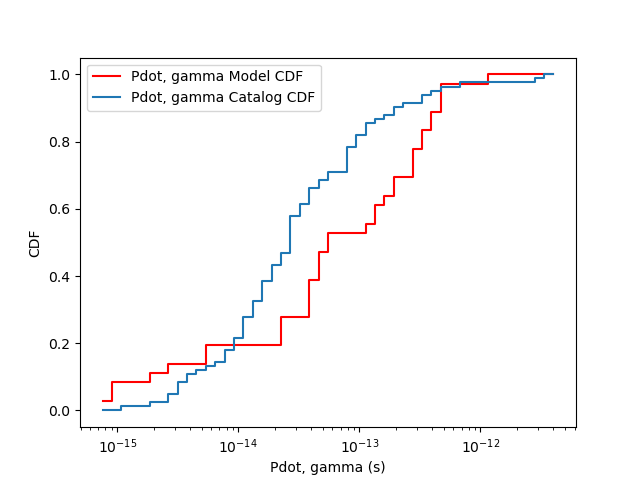 Pdot, gamma Model CDF
Pdot, gamma Catalog CDF
1.0
0.8
0.6
0.4
0.2
0.0
CDF
10⁻¹⁵
10⁻¹⁴
10⁻¹³
10⁻¹²
Pdot, gamma (s)